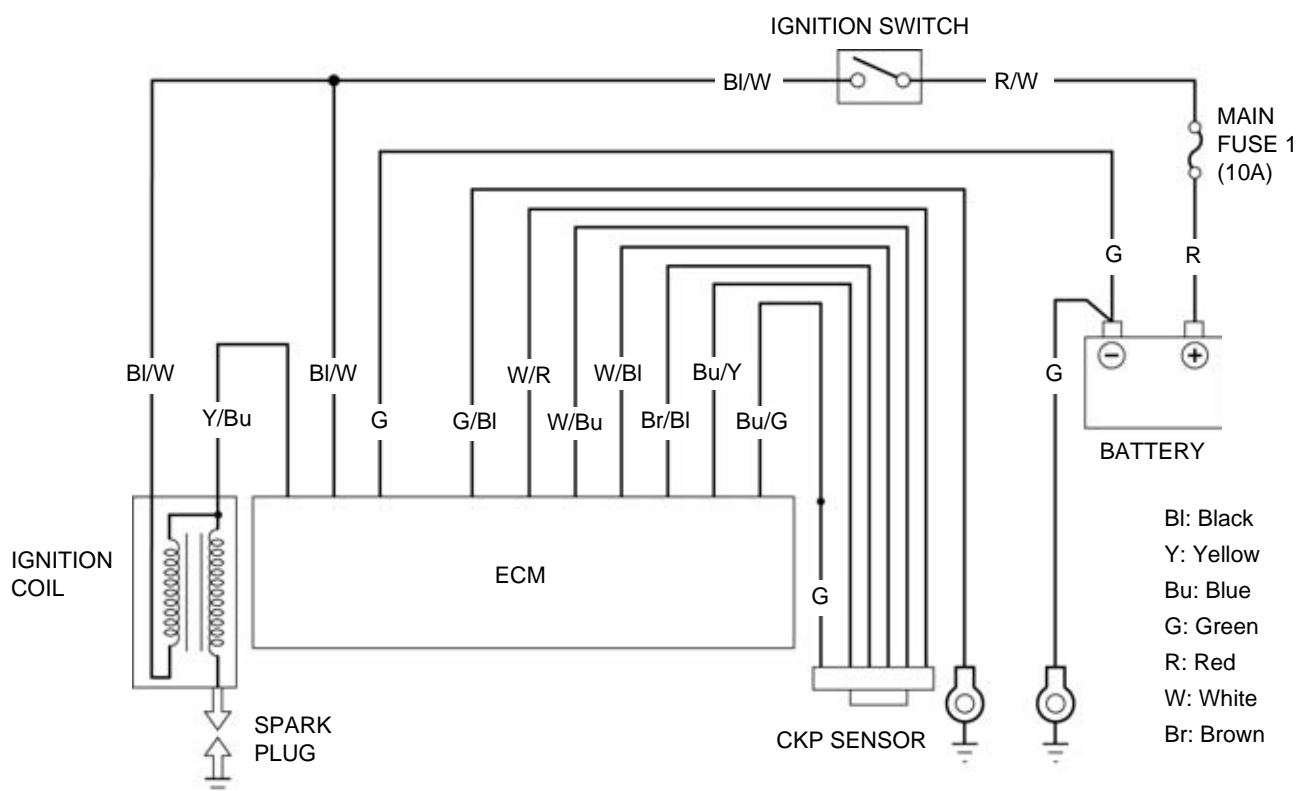 IGNITION SWITCH
Bl/W
R/W
MAIN
FUSE 1
(10A)
G
R
Bl/W
Y/Bu
Bl/W
G
G/Bl
W/R
W/Bu
W/Bl
Br/Bl
Bu/Y
Bu/G
G
BATTERY
IGNITION
COIL
ECM
G
SPARK
PLUG
CKP SENSOR
Bl: Black
Y: Yellow
Bu: Blue
G: Green
R: Red
W: White
Br: Brown